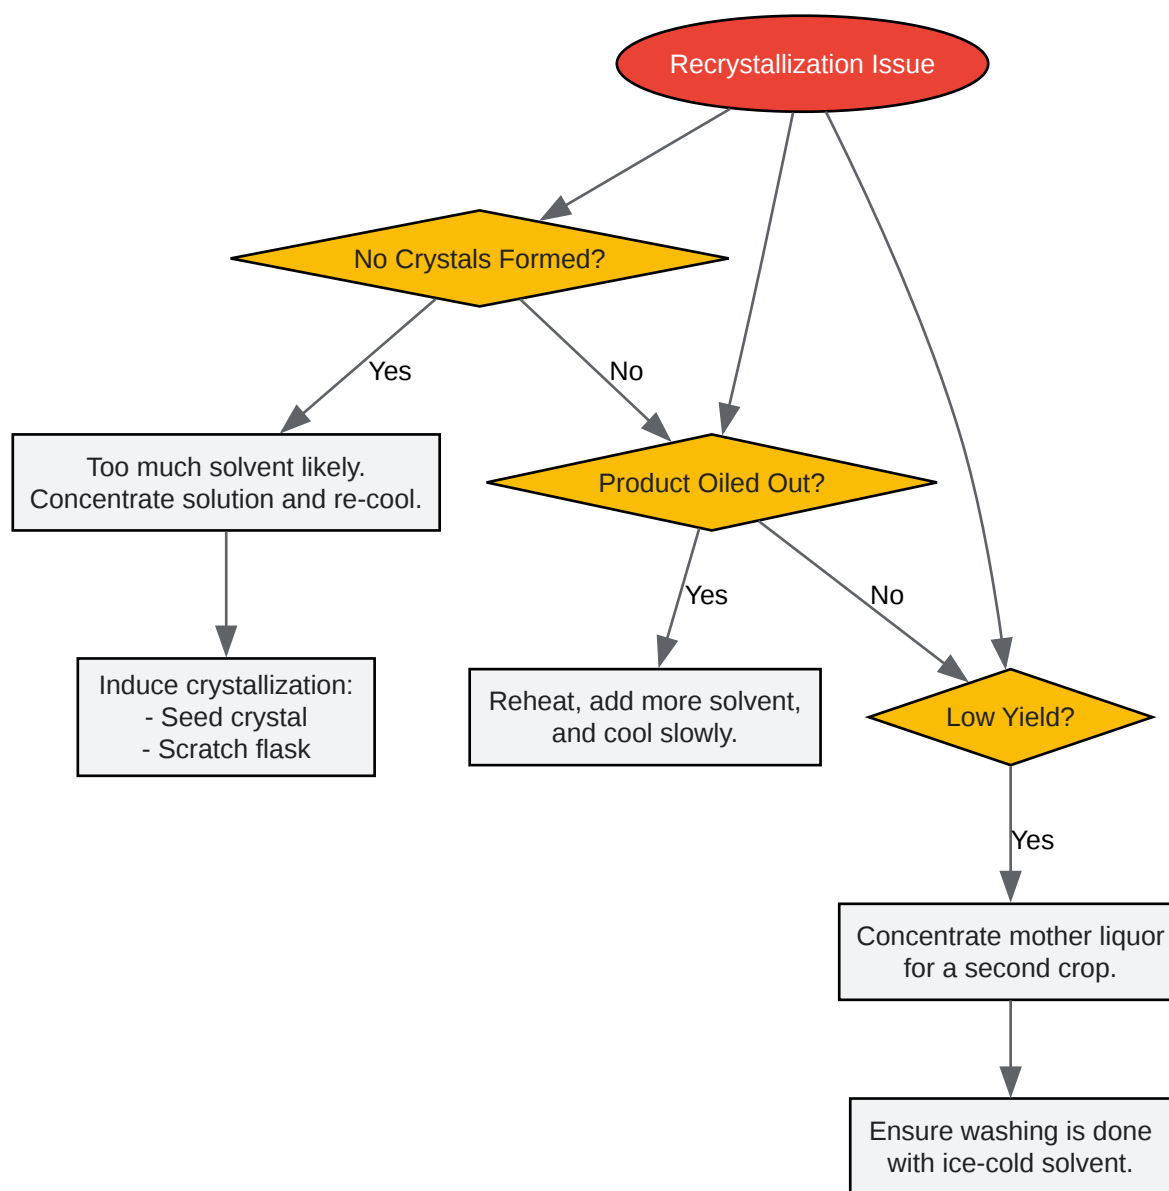 Recrystallization Issue
No Crystals Formed?
Yes
No
Too much solvent likely.
Concentrate solution and re-cool.
Product Oiled Out?
Yes
No
Induce crystallization:
- Seed crystal
- Scratch flask
Reheat, add more solvent,
and cool slowly.
Low Yield?
Yes
Concentrate mother liquor
for a second crop.
Ensure washing is done
with ice-cold solvent.